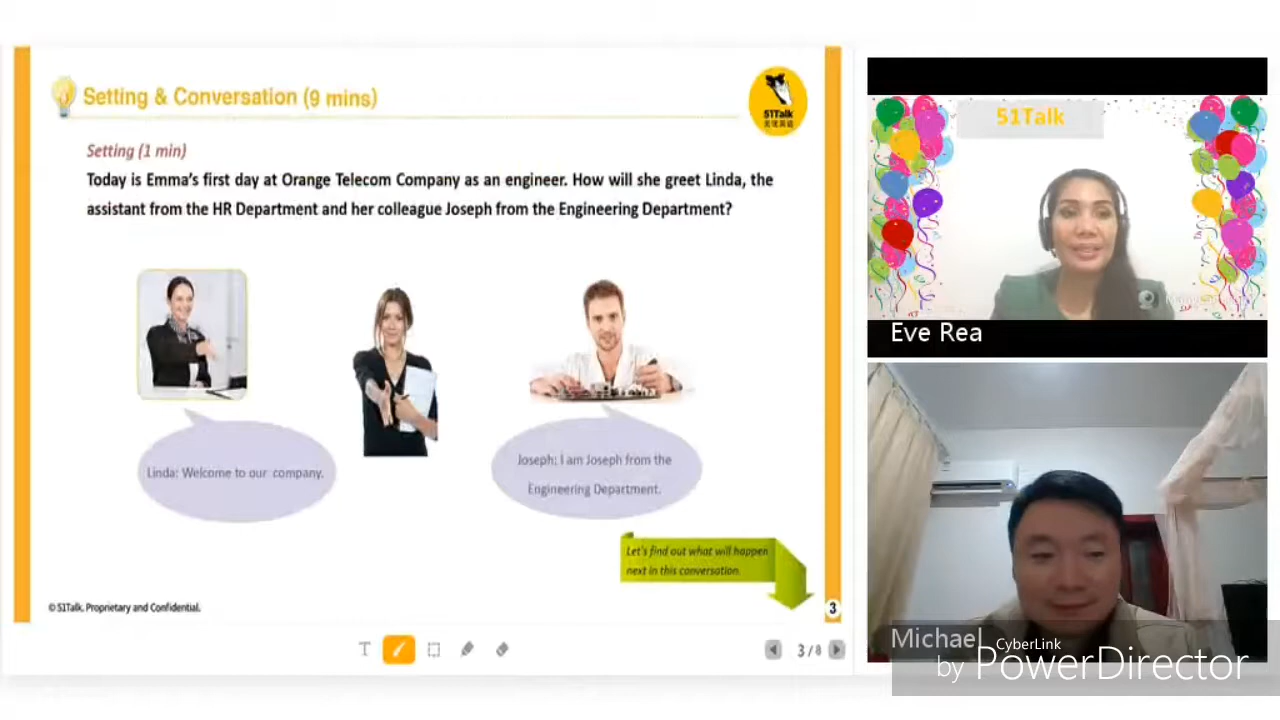 Setting & Conversation (9 mins)
51Talk
Setting (1 min)
Today is Emma's first day at Orange Telecom Company as an engineer. How will she greet Linda, the
assistant from the HR Department and her colleague Joseph from the Engineering Department?
Linda: Welcome to our company.
Joseph: I am Joseph from the
Engineering Department.
Let's find out what will happen
next in this conversation.
© 51Talk. Proprietary and Confidential.
3
T
3/8
51Talk
Eve Rea
Michael
CyberLink
by PowerDirector